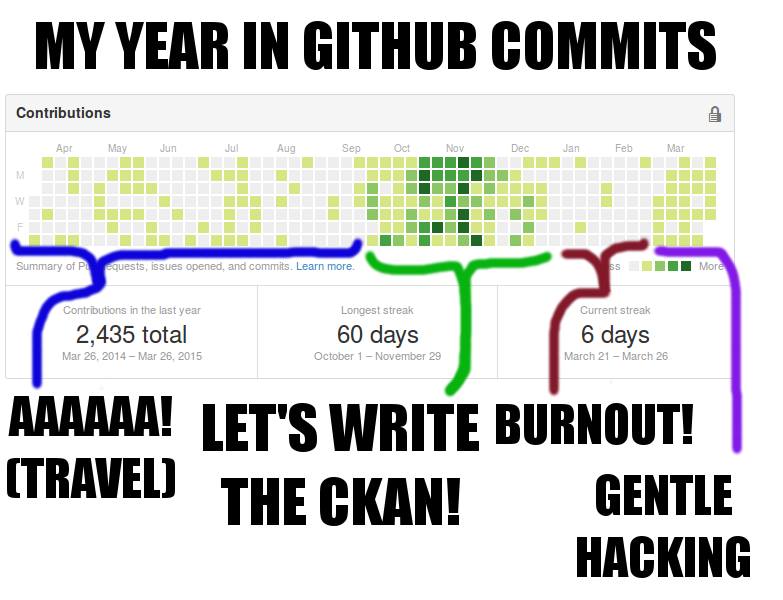 MY YEAR IN GITHUB COMMITS
Contributions
Apr May Jun Jul Aug Sep Oct Nov Dec Jan Feb Mar
M
W
F
Summary of Pu equests, issues opened, and commits. Learn more.
ss More
Contributions in the last year
2,435 total
Mar 26, 2014 – Mar 26, 2015
Longest streak
60 days
October 1 – November 29
Current streak
6 days
March 21 – March 26
AAAAAA!
(TRAVEL)
LET'S WRITE
THE CKAN!
BURNOUT!
GENTLE
HACKING